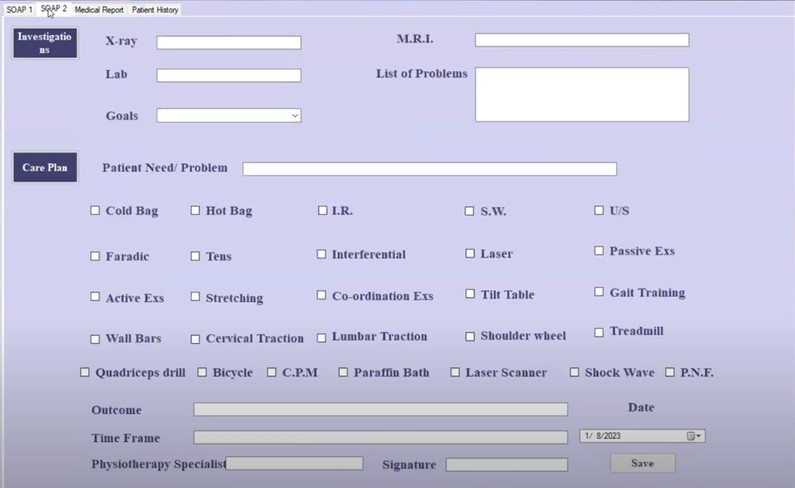 SOAP 1 SOAP 2 Medical Report Patient History
Investigatio
ns
X-ray
M.R.I.
Lab
List of Problems
Goals
Care Plan
Patient Need/ Problem
Cold Bag Hot Bag I.R. S.W. U/S
Faradic Tens Interferential Laser Passive Exs
Active Exs Stretching Co-ordination Exs Tilt Table Gait Training
Wall Bars Cervical Traction Lumbar Traction Shoulder wheel Treadmill
Quadriceps drill Bicycle C.P.M Paraffin Bath Laser Scanner Shock Wave P.N.F.
Outcome
Date
Time Frame
1/ 8/2023
Physiotherapy Specialist
Signature
Save